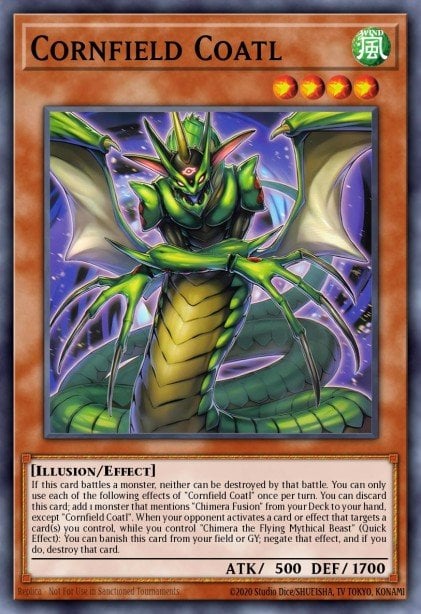 CORNFIELD COATL
WIND
風
[ILLUSION/EFFECT]
If this card battles a monster, neither can be destroyed by that battle. You can only
use each of the following effects of "Cornfield Coatl" once per turn. You can discard
this card; add 1 monster that mentions "Chimera Fusion" from your Deck to your hand,
except "Cornfield Coatl". When your opponent activates a card or effect that targets a
card(s) you control, while you control "Chimera the Flying Mythical Beast" (Quick
Effect): You can banish this card from your field or GY; negate that effect, and if you
do, destroy that card.
ATK/ 500 DEF/1700
Replica - Not For Use in Sanctioned Tournaments
©2020 Studio Dice/SHUEISHA, TV TOKYO, KONAMI